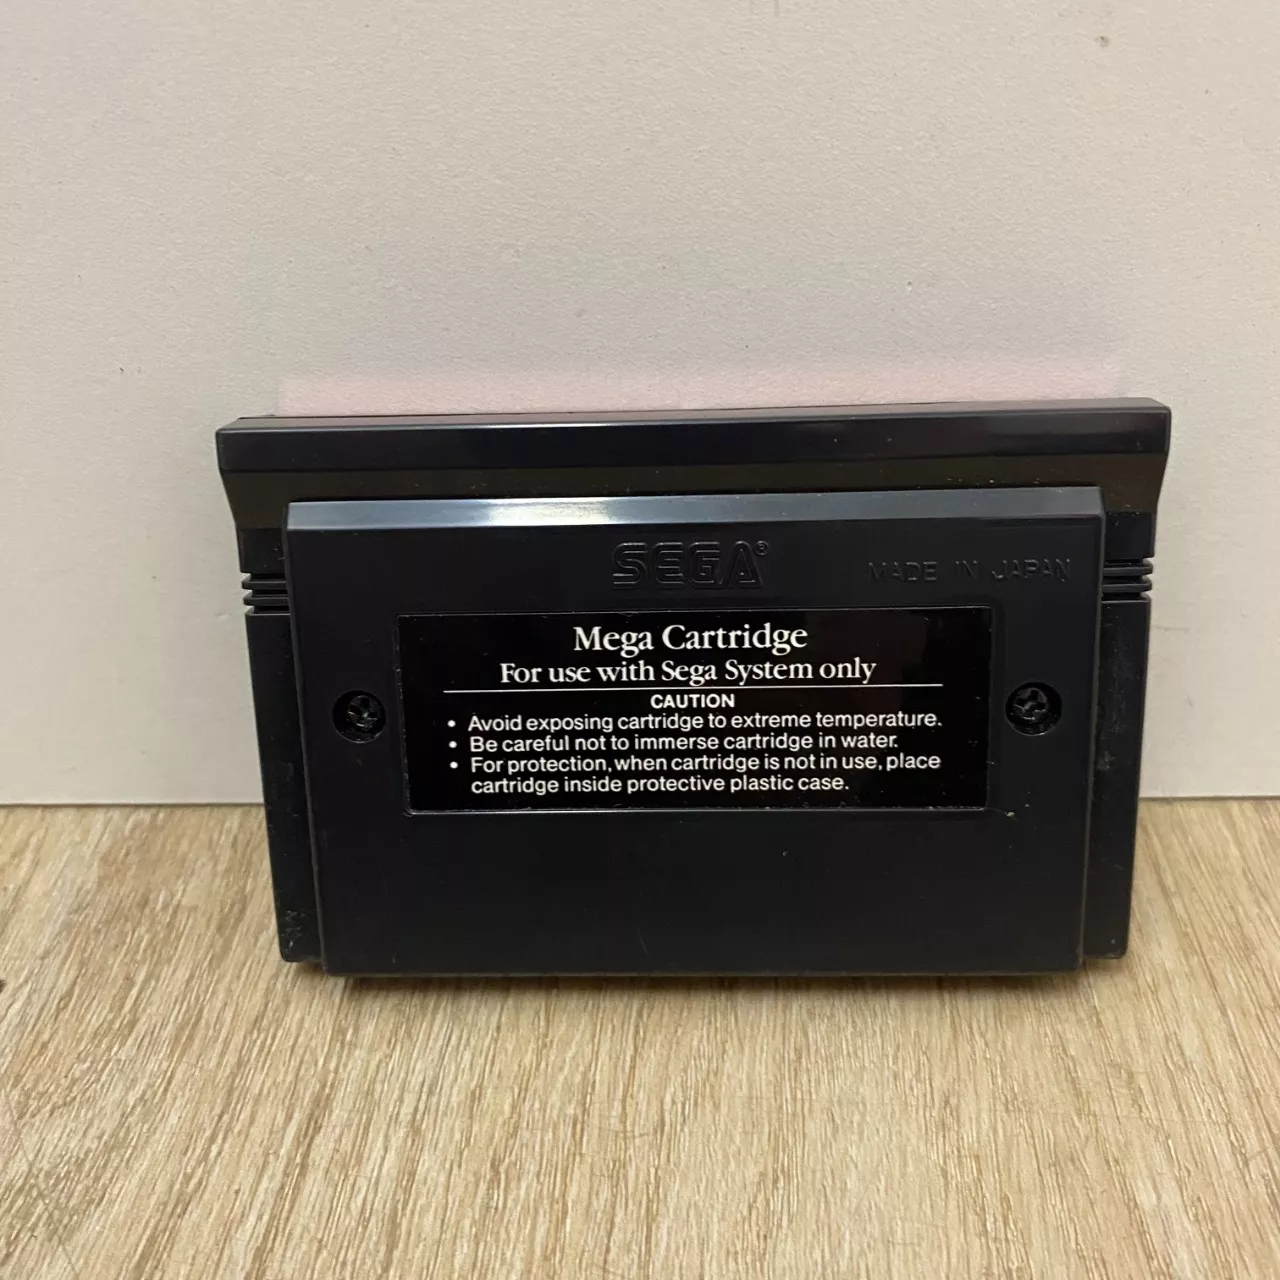 SEGA®
MADE IN JAPAN
Mega Cartridge
For use with Sega System only
CAUTION
• Avoid exposing cartridge to extreme temperature.
• Be careful not to immerse cartridge in water.
• For protection, when cartridge is not in use, place
cartridge inside protective plastic case.